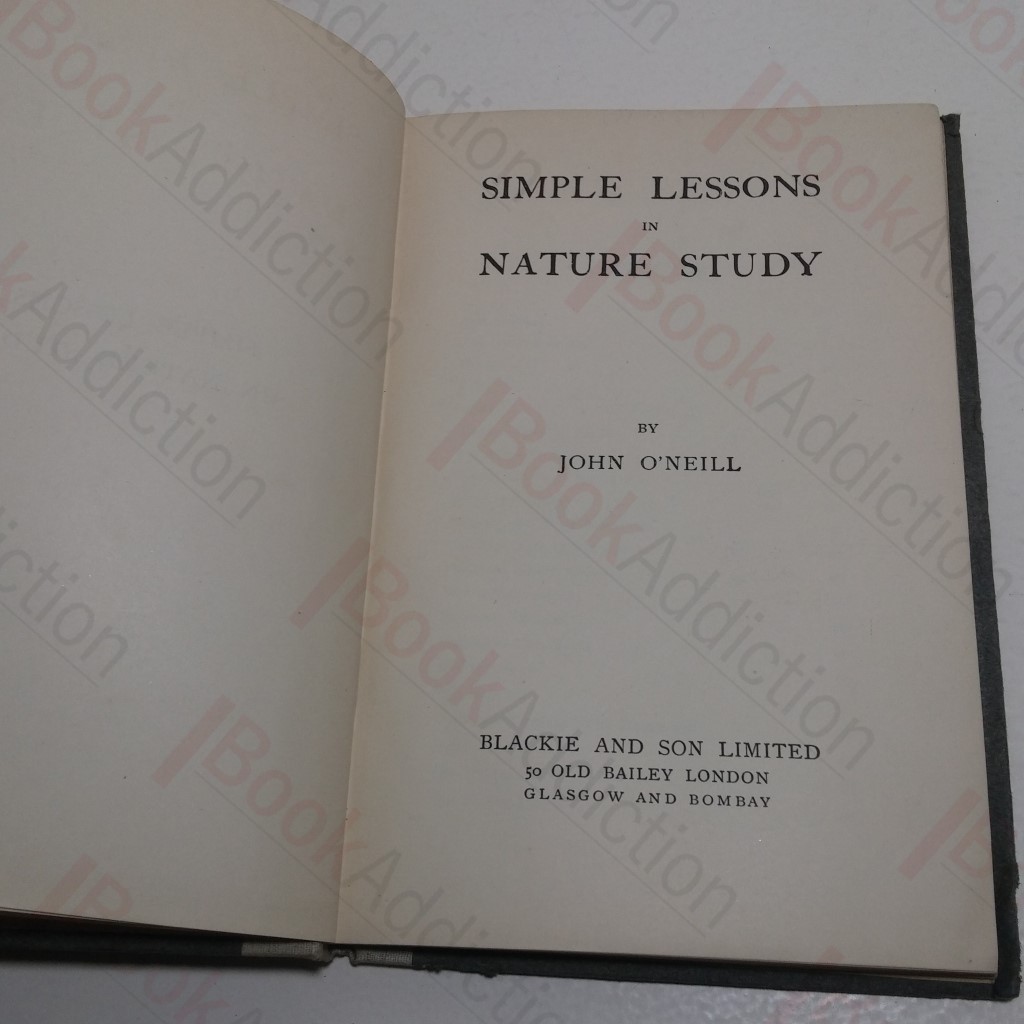 SIMPLE LESSONS
IN
NATURE STUDY
BY
JOHN O'NEILL
BLACKIE AND SON LIMITED
50 OLD BAILEY LONDON
GLASGOW AND BOMBAY
BookAddiction